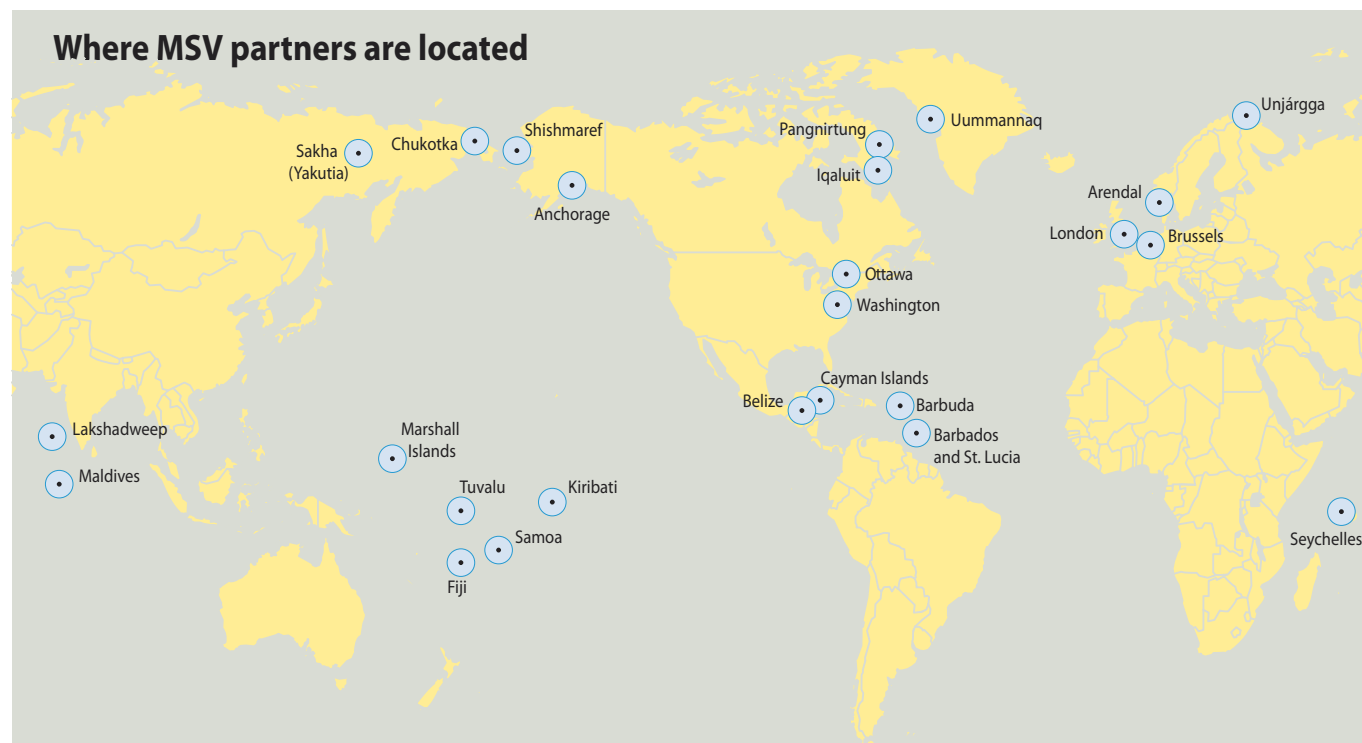 Where MSV partners are located
Unjárgga
Uummannaq
Pangnirtung
Shishmaref
Chukotka
Sakha
(Yakutia)
Iqaluit
Arendal
Anchorage
London
Brussels
Ottawa
Washington
Cayman Islands
Belize
Barbuda
Lakshadweep
Marshall
Islands
Barbados
and St. Lucia
Maldives
Tuvalu
Kiribati
Samoa
Seychelles
Fiji